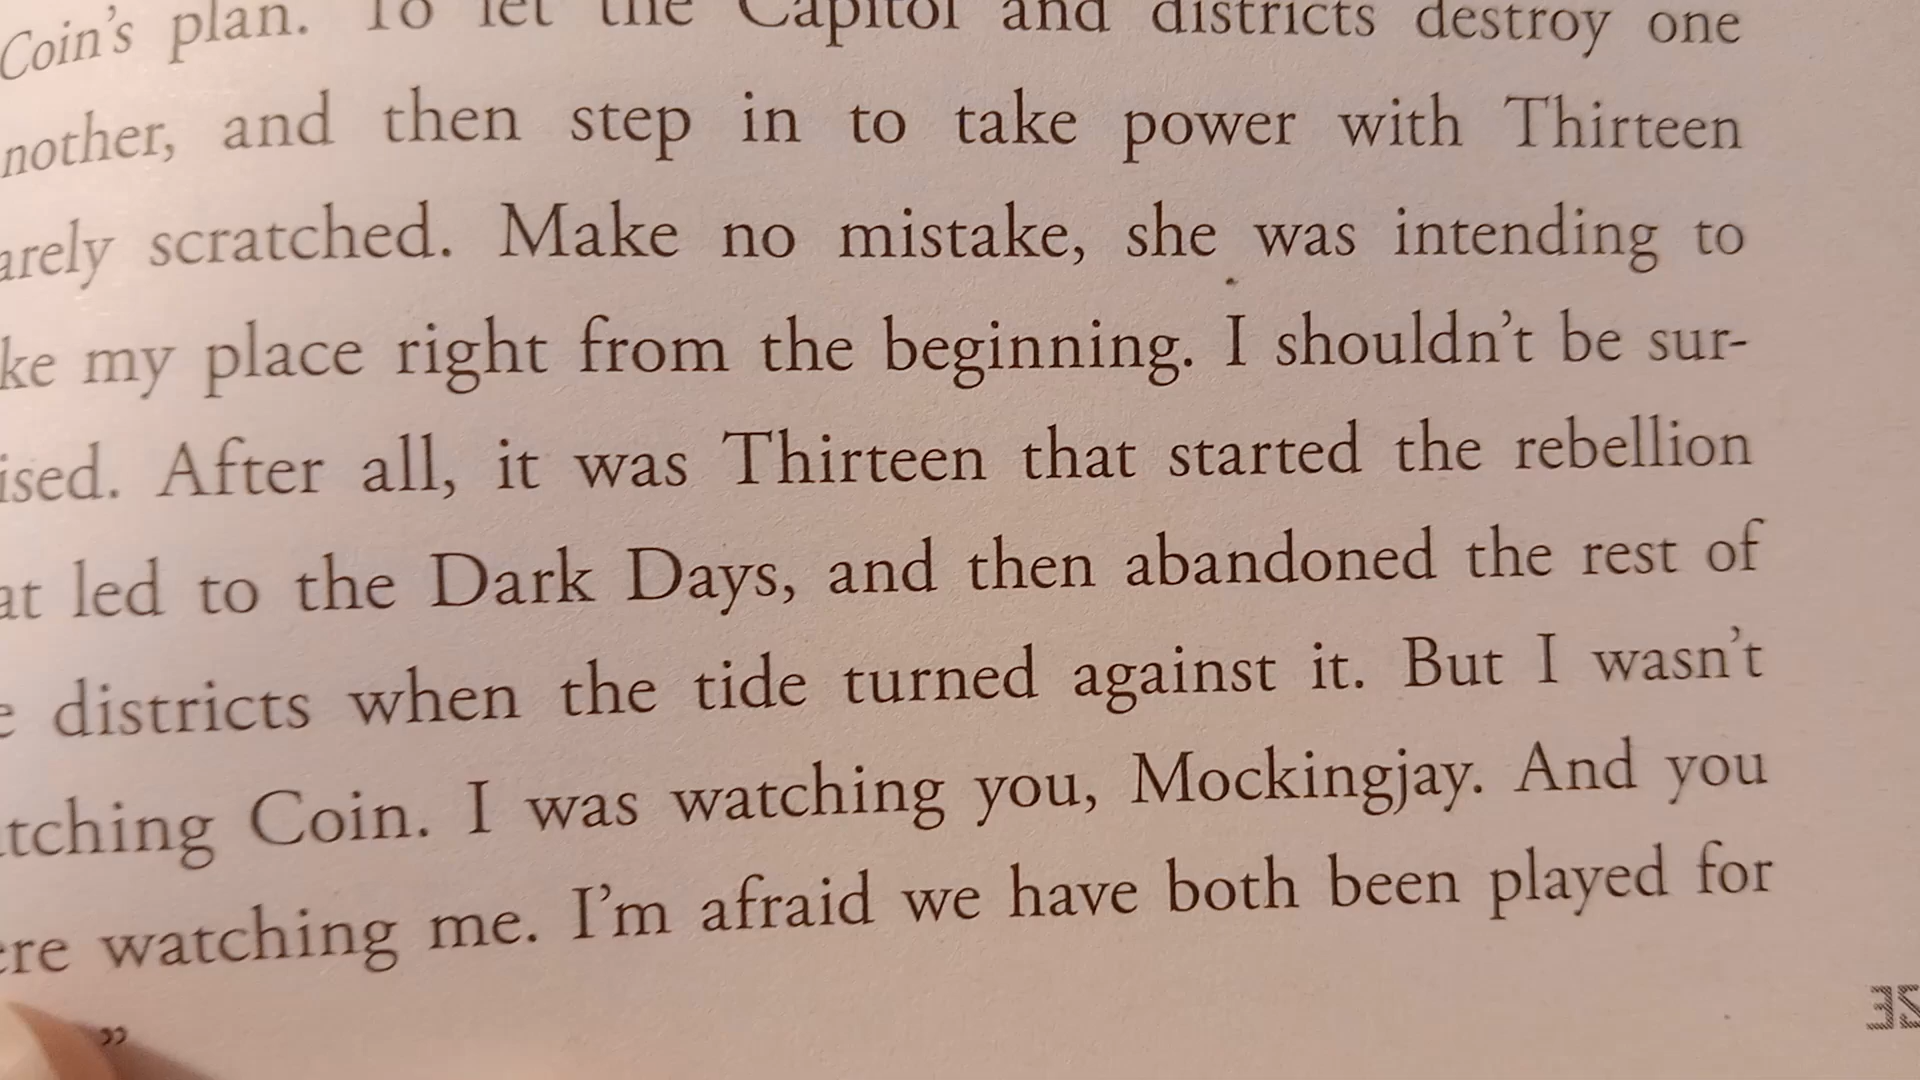 Coin's plan. To let the Capitol and districts destroy one
nother, and then step in to take power with Thirteen
arely scratched. Make no mistake, she was intending to
ke my place right from the beginning. I shouldn't be sur-
ised. After all, it was Thirteen that started the rebellion
at led to the Dark Days, and then abandoned the rest of
e districts when the tide turned against it. But I wasn't
tching Coin. I was watching you, Mockingjay. And you
ere watching me. I'm afraid we have both been played for
”